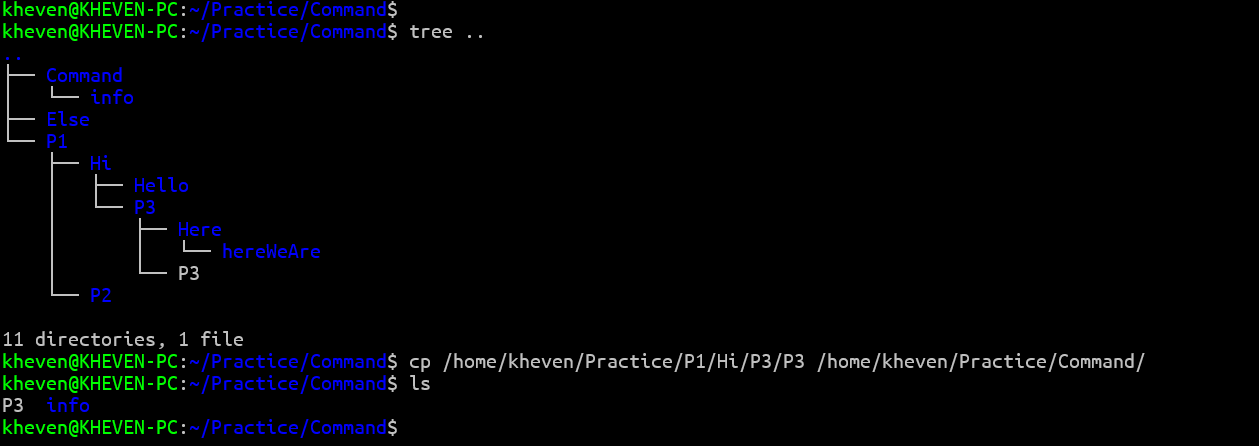 kheven@KHEVEN-PC:~/Practice/Command$
kheven@KHEVEN-PC:~/Practice/Command$ tree ..
..
├── Command
│   └── info
├── Else
└── P1
    ├── Hi
    │   ├── Hello
    │   └── P3
    │       ├── Here
    │       │   └── hereWeAre
    │       └── P3
    └── P2
11 directories, 1 file
kheven@KHEVEN-PC:~/Practice/Command$ cp /home/kheven/Practice/P1/Hi/P3/P3 /home/kheven/Practice/Command/
kheven@KHEVEN-PC:~/Practice/Command$ ls
P3  info
kheven@KHEVEN-PC:~/Practice/Command$